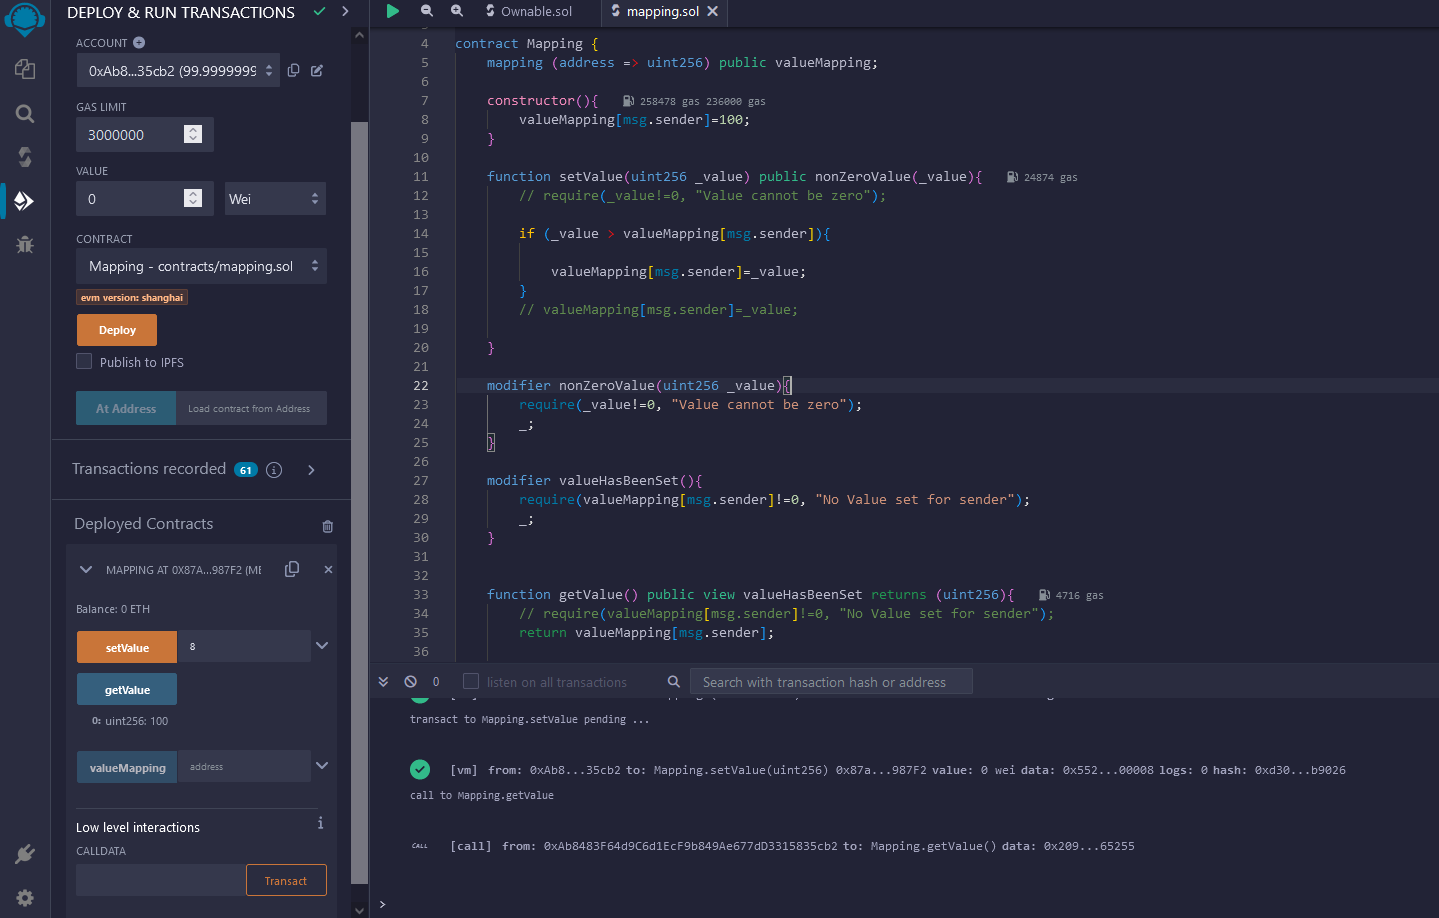 DEPLOY & RUN TRANSACTIONS
ACCOUNT
0xAb8...35cb2 (99.9999999
GAS LIMIT
3000000
VALUE
0
Wei
CONTRACT
Mapping - contracts/mapping.sol
evm version: shanghai
Deploy
Publish to IPFS
At Address
Load contract from Address
Transactions recorded 61
Deployed Contracts
MAPPING AT 0X87A...987F2 (ME
Balance: 0 ETH
setValue
8
getValue
0: uint256: 100
valueMapping
address
Low level interactions
CALLDATA
Transact
Ownable.sol
mapping.sol
4 contract Mapping {
5 mapping (address => uint256) public valueMapping;
6
7 constructor(){ 258478 gas 236000 gas
8 valueMapping[msg.sender]=100;
9 }
10
11 function setValue(uint256 _value) public nonZeroValue(_value){ 24874 gas
12 // require(_value!=0, "Value cannot be zero");
13
14 if (_value > valueMapping[msg.sender]){
15
16 valueMapping[msg.sender]=_value;
17 }
18 // valueMapping[msg.sender]=_value;
19
20 }
21
22 modifier nonZeroValue(uint256 _value){
23 require(_value!=0, "Value cannot be zero");
24 _;
25 }
26
27 modifier valueHasBeenSet(){
28 require(valueMapping[msg.sender]!=0, "No Value set for sender");
29 _;
30 }
31
32
33 function getValue() public view valueHasBeenSet returns (uint256){ 4716 gas
34 // require(valueMapping[msg.sender]!=0, "No Value set for sender");
35 return valueMapping[msg.sender];
36
0
listen on all transactions
Search with transaction hash or address
transact to Mapping.setValue pending ...
[vm] from: 0xAb8...35cb2 to: Mapping.setValue(uint256) 0x87a...987F2 value: 0 wei data: 0x552...00008 logs: 0 hash: 0xd30...b9026
call to Mapping.getValue
CALL [call] from: 0xAb8483F64d9C6d1EcF9b849Ae677dD3315835cb2 to: Mapping.getValue() data: 0x209...65255
>